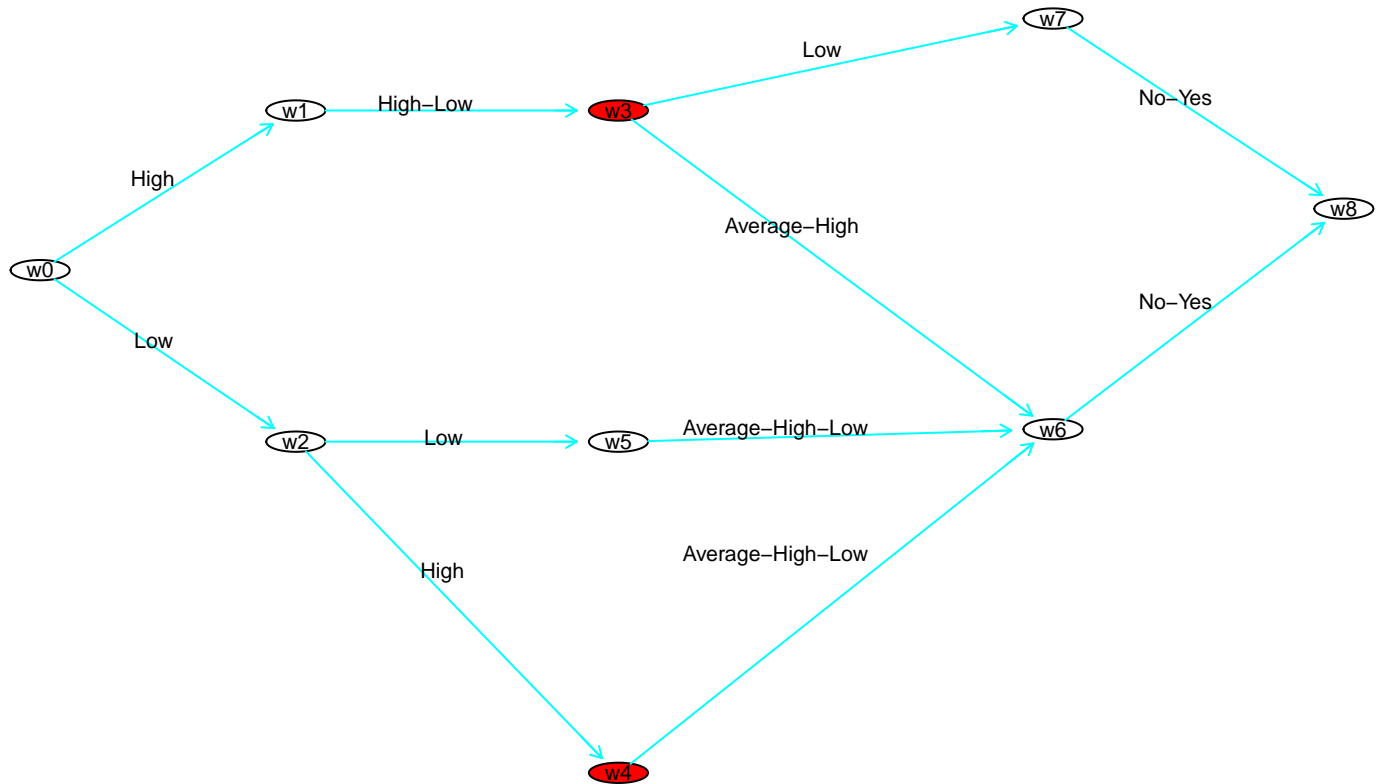 w7
Low
No−Yes
w1
High−Low
w3
High
w8
Average−High
w0
No−Yes
Low
w2
Low
w5
Average−High−Low
w6
Average−High−Low
High
w4